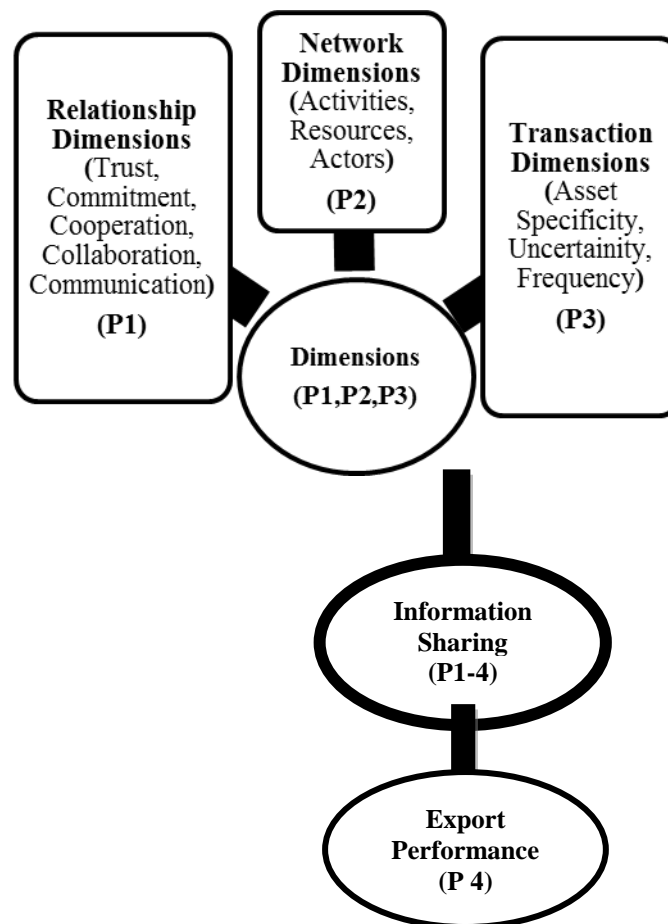 Relationship
Dimensions
(Trust,
Commitment,
Cooperation,
Collaboration,
Communication)
(P1)
Network
Dimensions
(Activities,
Resources,
Actors)
(P2)
Transaction
Dimensions
(Asset
Specificity,
Uncertainity,
Frequency)
(P3)
Dimensions
(P1,P2,P3)
Information
Sharing
(P1-4)
Export
Performance
(P 4)